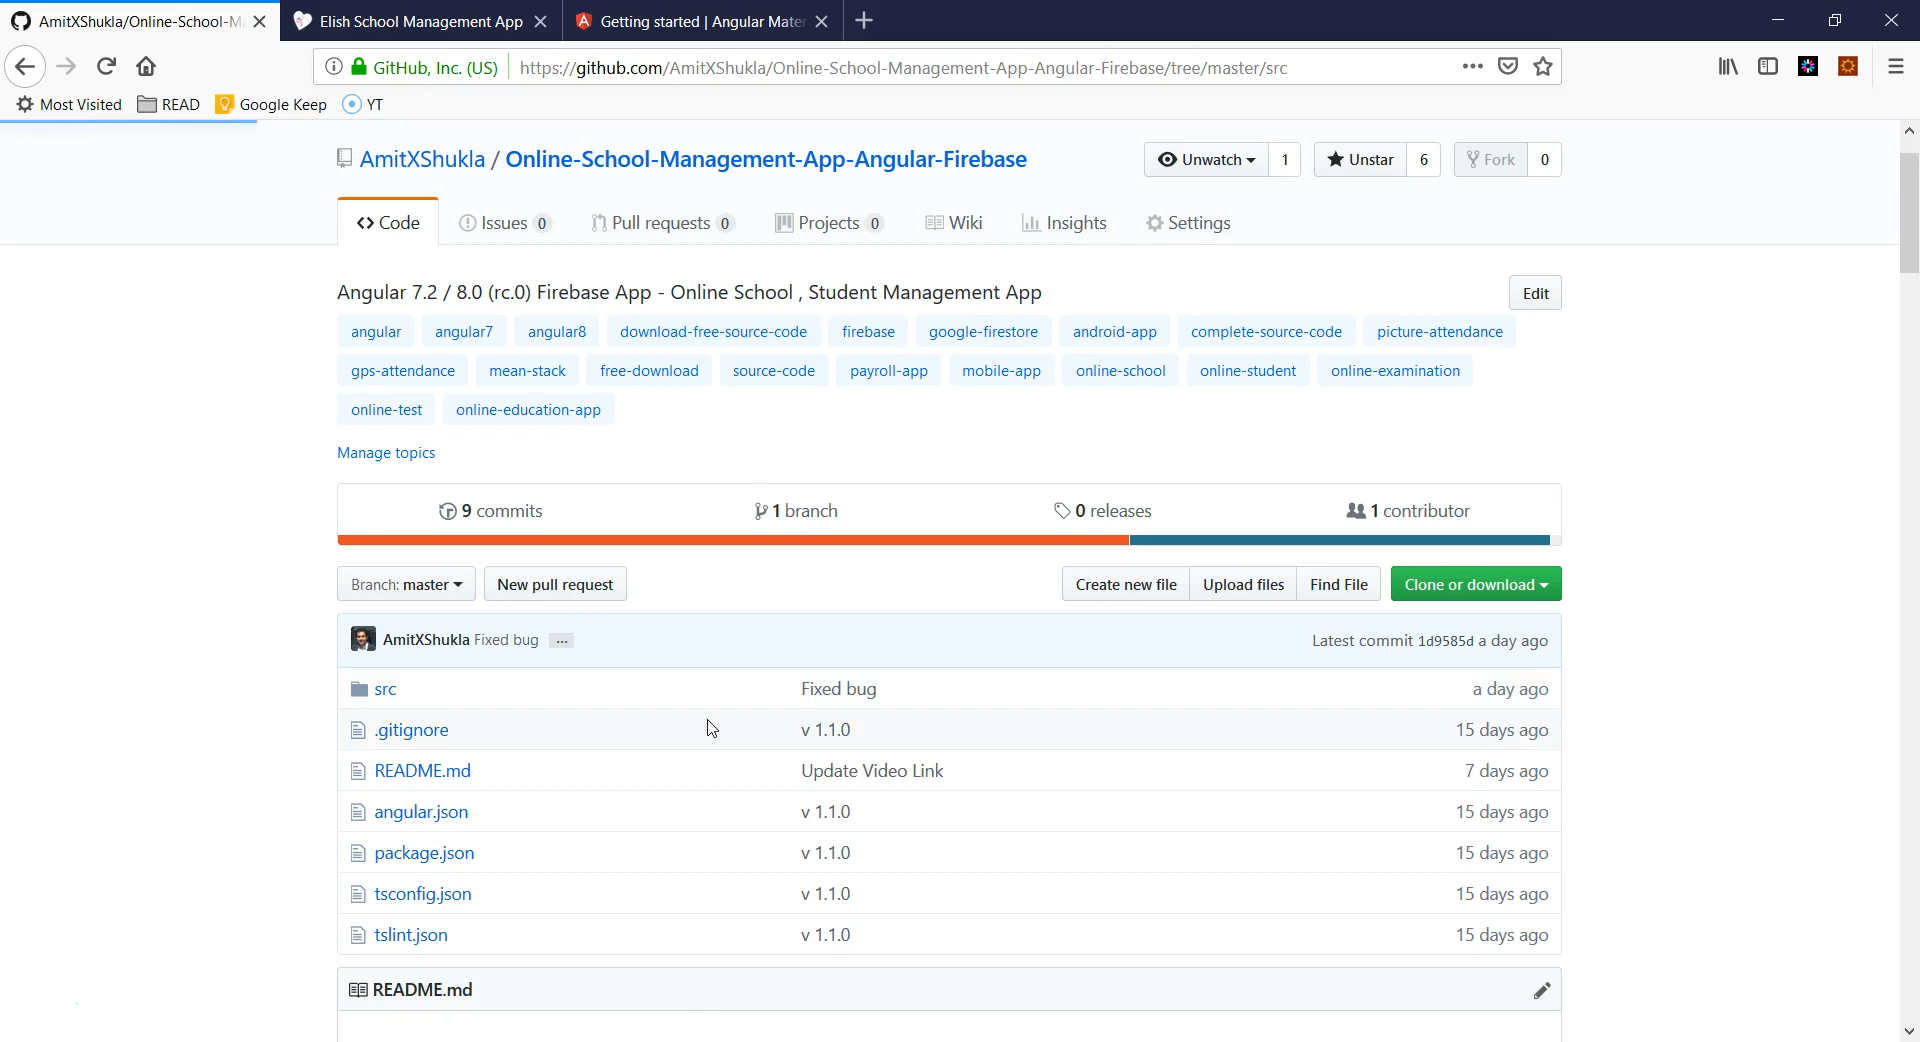 AmitXShukla/Online-School-Ma
Elish School Management App
Getting started | Angular Mater
GitHub, Inc. (US)
https://github.com/AmitXShukla/Online-School-Management-App-Angular-Firebase/tree/master/src
Most Visited
READ
Google Keep
YT
AmitXShukla / Online-School-Management-App-Angular-Firebase
Unwatch 1
Unstar 6
Fork 0
Code
Issues 0
Pull requests 0
Projects 0
Wiki
Insights
Settings
Angular 7.2 / 8.0 (rc.0) Firebase App - Online School , Student Management App
Edit
angular angular7 angular8 download-free-source-code firebase google-firestore android-app complete-source-code picture-attendance
gps-attendance mean-stack free-download source-code payroll-app mobile-app online-school online-student online-examination
online-test online-education-app
Manage topics
9 commits
1 branch
0 releases
1 contributor
Branch: master
New pull request
Create new file
Upload files
Find File
Clone or download
AmitXShukla Fixed bug ...
Latest commit 1d9585d a day ago
src Fixed bug a day ago
.gitignore v 1.1.0 15 days ago
README.md Update Video Link 7 days ago
angular.json v 1.1.0 15 days ago
package.json v 1.1.0 15 days ago
tsconfig.json v 1.1.0 15 days ago
tslint.json v 1.1.0 15 days ago
README.md